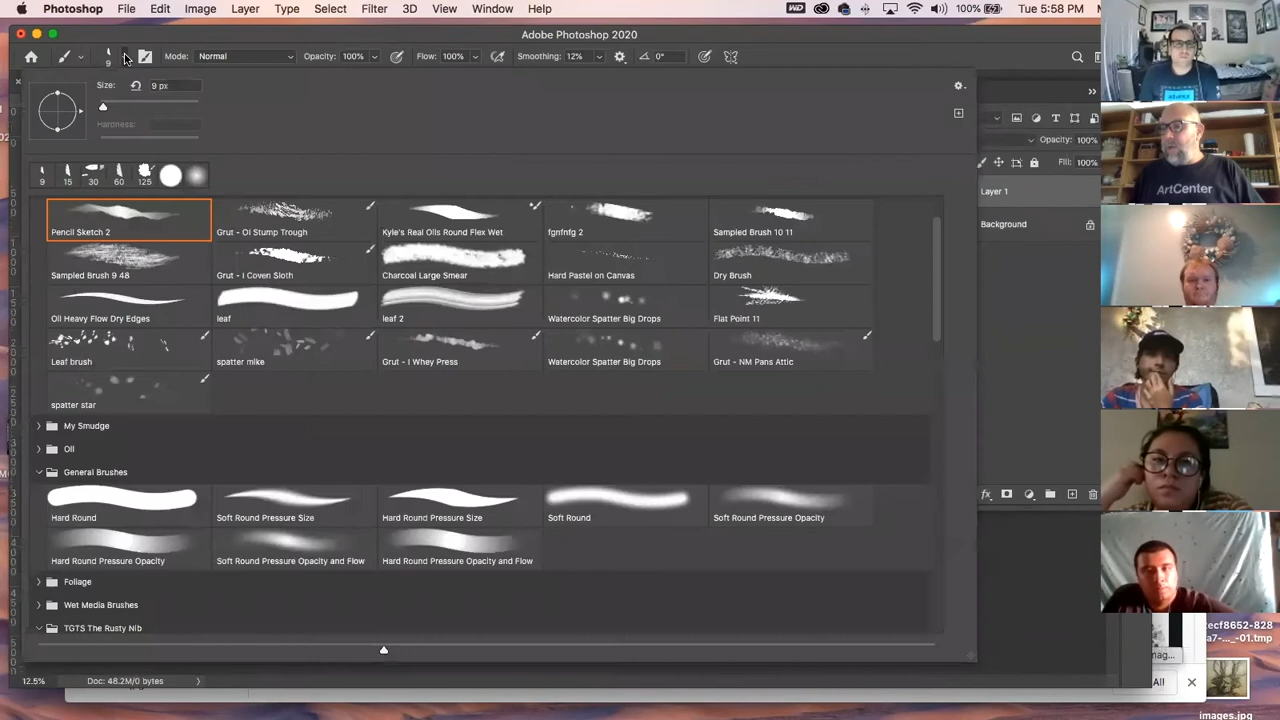 Photoshop File Edit Image Layer Type Select Filter 3D View Window Help 100% Tue 5:58 PM
Adobe Photoshop 2020
9 Mode: Normal Opacity: 100% Flow: 100% Smoothing: 12% 0°
Size: 9 px
Hardness:
Opacity: 100%
Fill: 100%
9 15 30 60 125
Layer 1
Background
Pencil Sketch 2 Grut - OI Stump Trough Kyle's Real Oils Round Flex Wet fgnfnfg 2 Sampled Brush 10 11
Sampled Brush 9 48 Grut - I Coven Sloth Charcoal Large Smear Hard Pastel on Canvas Dry Brush
Oil Heavy Flow Dry Edges leaf leaf 2 Watercolor Spatter Big Drops Flat Point 11
Leaf brush spatter mike Grut - I Whey Press Watercolor Spatter Big Drops Grut - NM Pans Attic
spatter star
My Smudge
Oil
General Brushes
Hard Round Soft Round Pressure Size Hard Round Pressure Size Soft Round Soft Round Pressure Opacity
Hard Round Pressure Opacity Soft Round Pressure Opacity and Flow Hard Round Pressure Opacity and Flow
Foliage
Wet Media Brushes
TGTS The Rusty Nib
12.5% Doc: 48.2M/0 bytes
ArtCenter
ecf8652-828
a7-..._-01.tmp
images.jpg